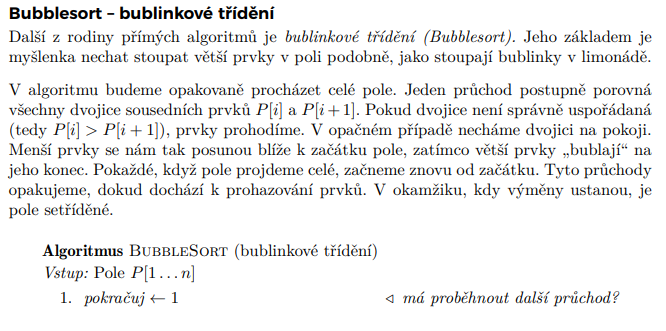 Bubblesort – bublinkové třídění
Další z rodiny přímých algoritmů je bublinkové třídění (Bubblesort). Jeho základem je
myšlenka nechat stoupat větší prvky v poli podobně, jako stoupají bublinky v limonádě.
V algoritmu budeme opakovaně procházet celé pole. Jeden průchod postupně porovná
všechny dvojice sousedních prvků P[i] a P[i+1]. Pokud dvojice není správně uspořádaná
(tedy P[i] > P[i + 1]), prvky prohodíme. V opačném případě necháme dvojici na pokoji.
Menší prvky se nám tak posunou blíže k začátku pole, zatímco větší prvky „bublají“ na
jeho konec. Pokaždé, když pole projdeme celé, začneme znovu od začátku. Tyto průchody
opakujeme, dokud dochází k prohazování prvků. V okamžiku, kdy výměny ustanou, je
pole setříděné.
Algoritmus BUBBLESORT (bublinkové třídění)
Vstup: Pole P[1 . . . n]
1. pokračuj ← 1 ◁ má proběhnout další průchod?